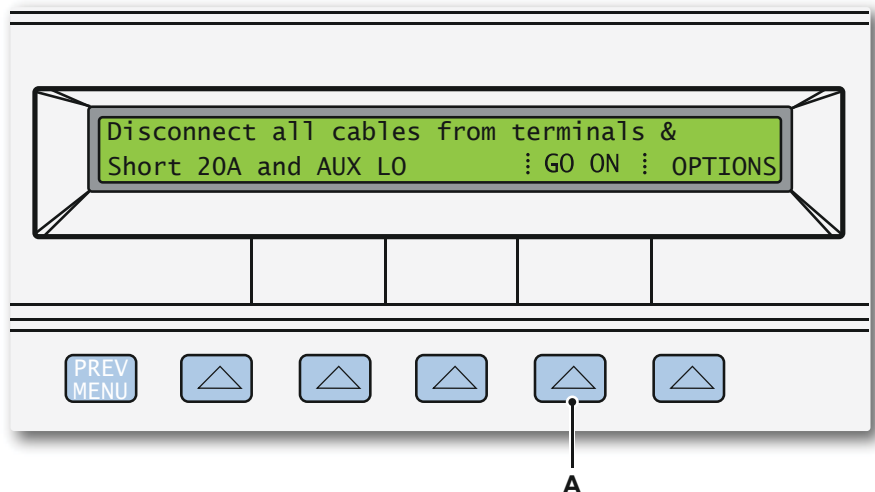 Disconnect all cables from terminals &
Short 20A and AUX LO ⋮ GO ON ⋮ OPTIONS
PREV
MENU
A